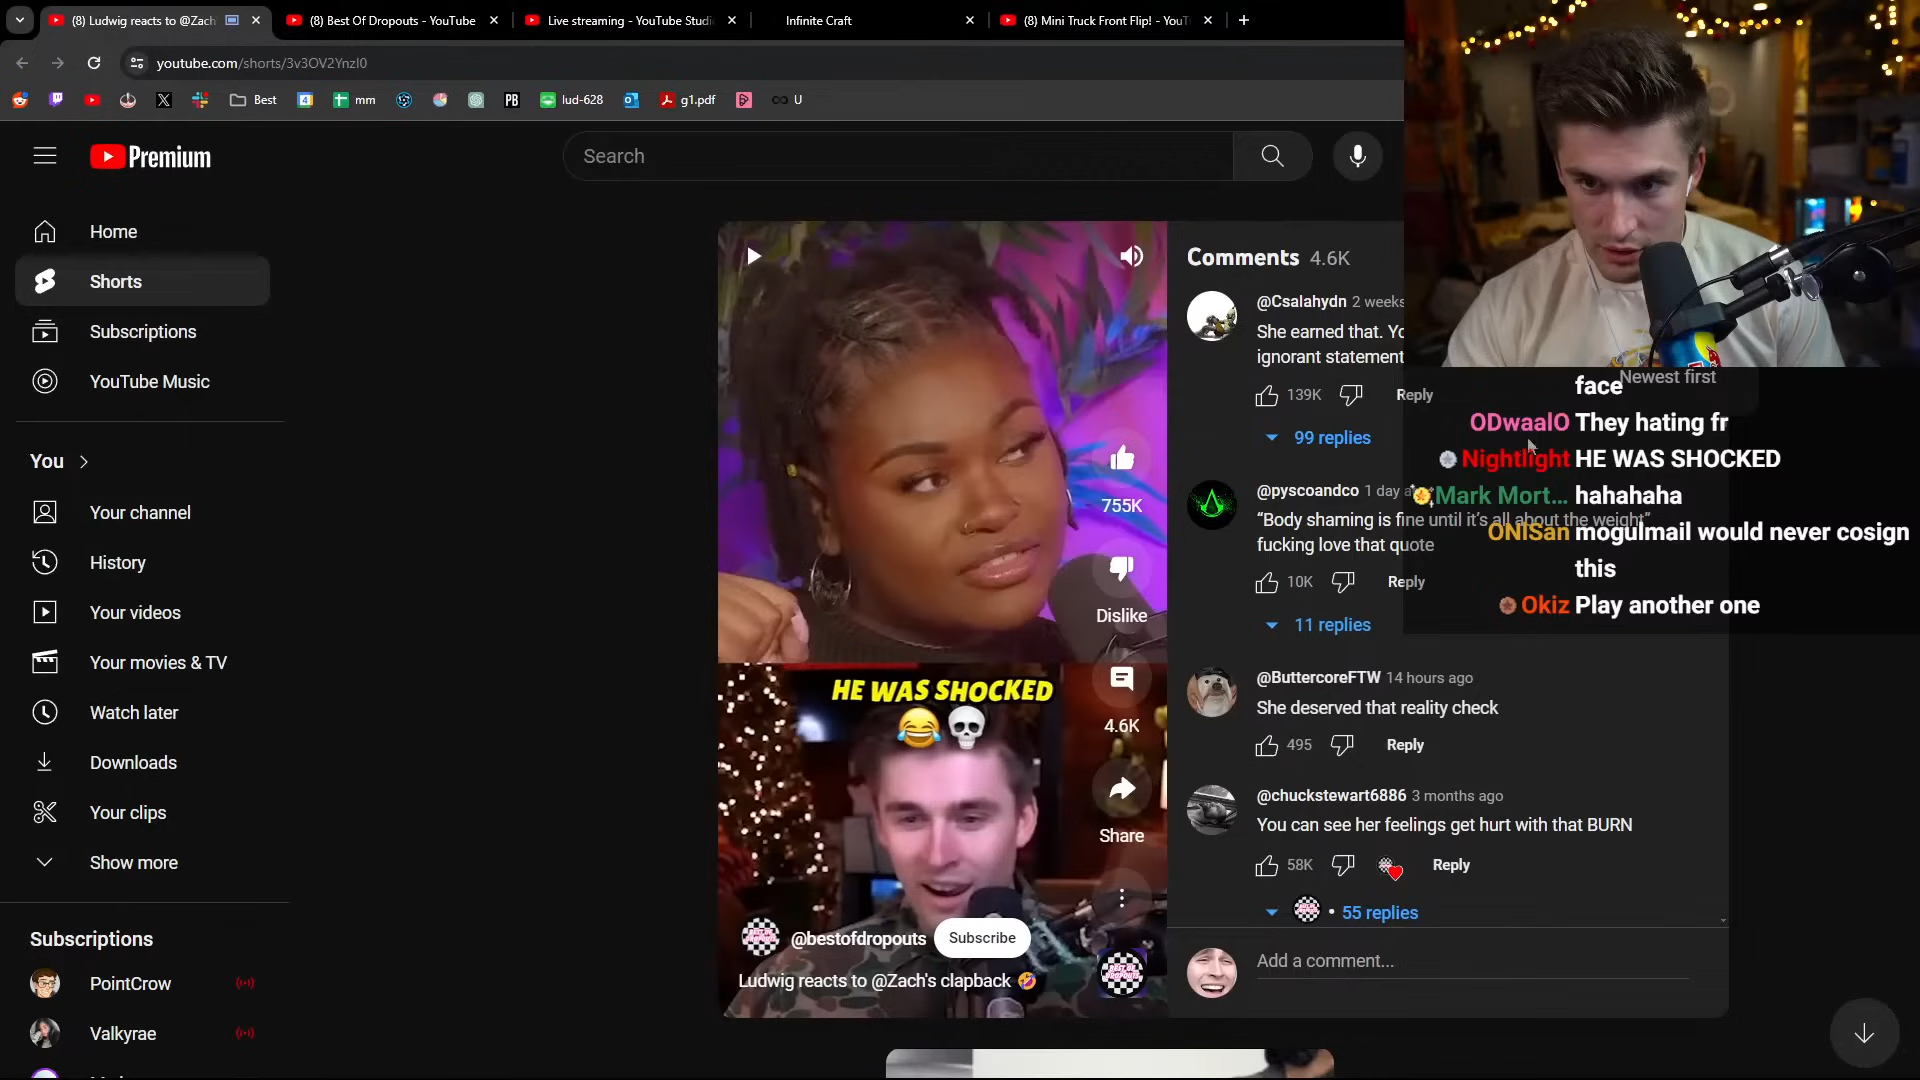 (8) Ludwig reacts to @Zach
(8) Best Of Dropouts - YouTube
Live streaming - YouTube Studi
Infinite Craft
(8) Mini Truck Front Flip! - YouT
youtube.com/shorts/3v3OV2YnzI0
Best
4
mm
PB
lud-628
g1.pdf
U
Premium
Search
Home
Shorts
Subscriptions
YouTube Music
You
Your channel
History
Your videos
Your movies & TV
Watch later
Downloads
Your clips
Show more
Subscriptions
PointCrow
Valkyrae
755K
Dislike
4.6K
Share
HE WAS SHOCKED
@bestofdropouts
Subscribe
Ludwig reacts to @Zach's clapback
BEST OF
DROPOUTS
Comments 4.6K
Newest first
@Csalahydn 2 weeks
She earned that. Yo
ignorant statement
139K
Reply
99 replies
@pyscoandco 1 day a
“Body shaming is fine until it’s all about the weight”
fucking love that quote
10K
Reply
11 replies
@ButtercoreFTW 14 hours ago
She deserved that reality check
495
Reply
@chuckstewart6886 3 months ago
You can see her feelings get hurt with that BURN
58K
Reply
55 replies
Add a comment...
face
ODwaalO They hating fr
Nightlight HE WAS SHOCKED
Mark Mort... hahahaha
ONISan mogulmail would never cosign
this
Okiz Play another one